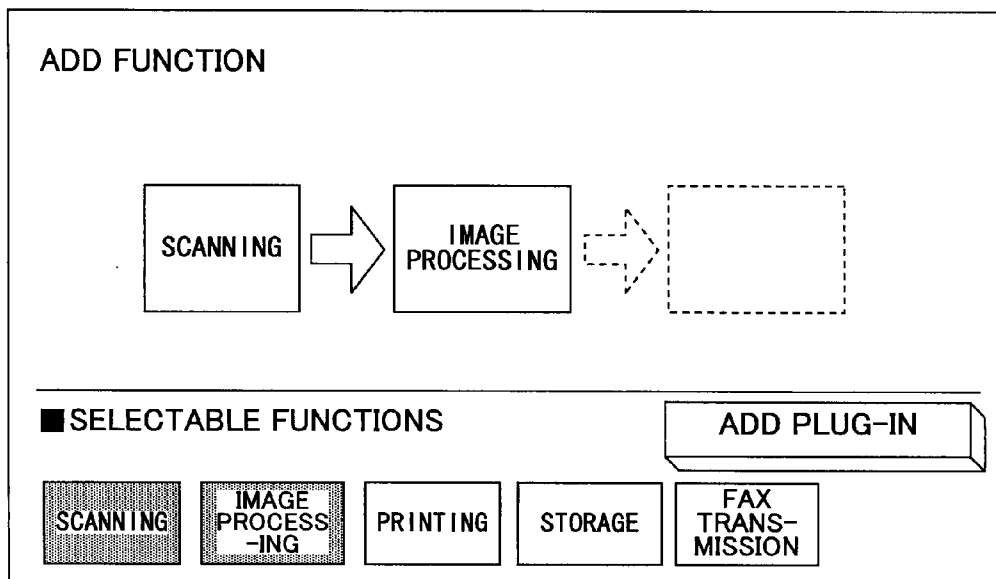 ADD FUNCTION
SCANNING
IMAGE
PROCESSING
■SELECTABLE FUNCTIONS
ADD PLUG-IN
SCANNING
IMAGE
PROCESS
-ING
PRINTING
STORAGE
FAX
TRANS-
MISSION